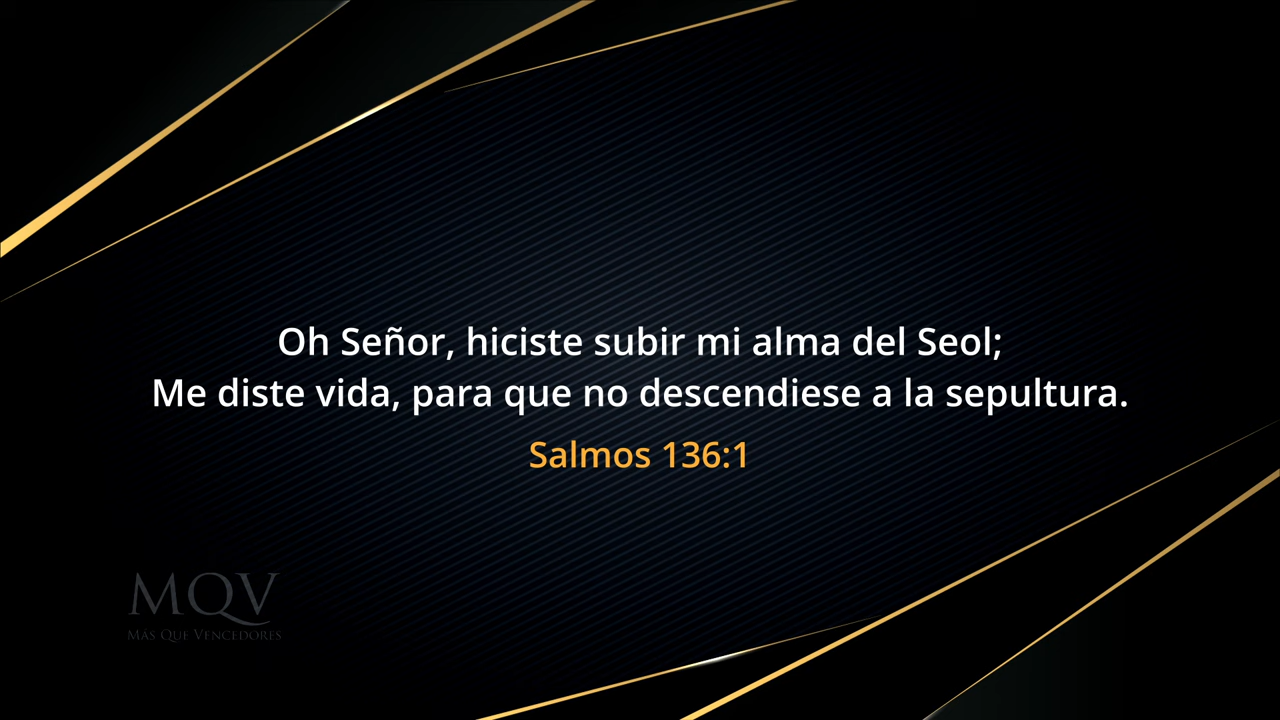 Oh Señor, hiciste subir mi alma del Seol;
Me diste vida, para que no descendiese a la sepultura.
Salmos 136:1
MQV
MAS QUE VENCEDORES